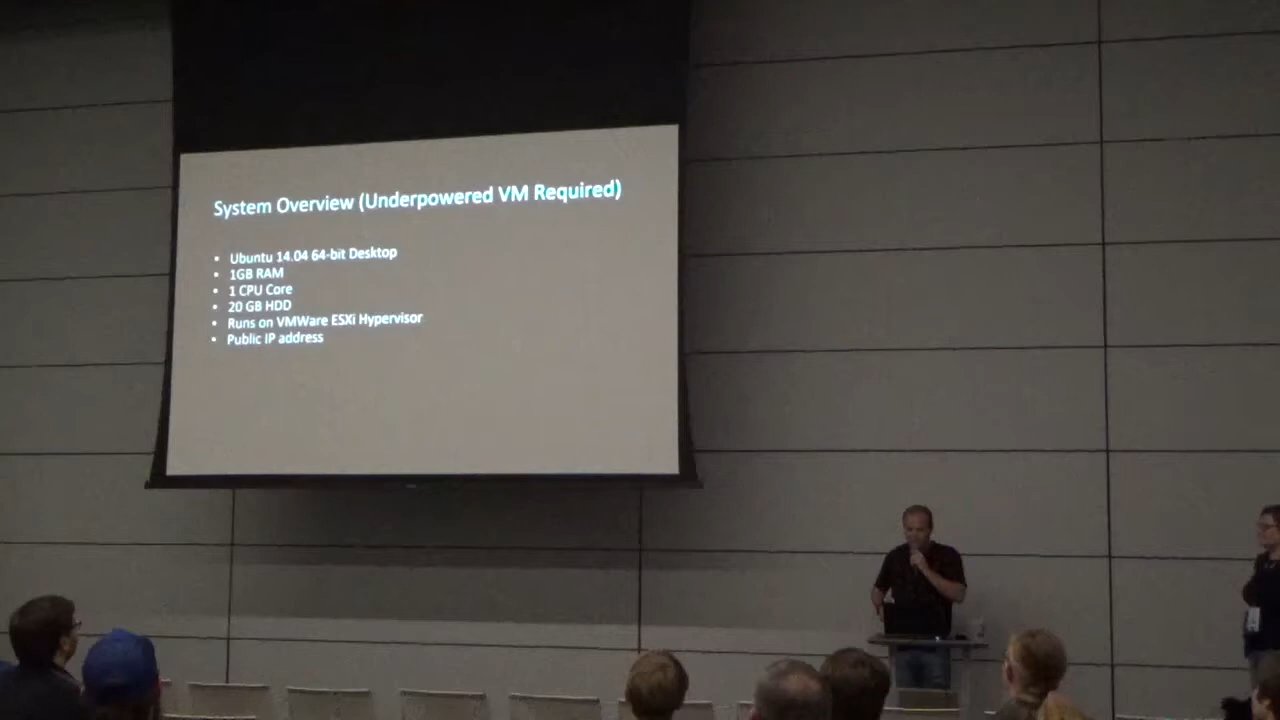 System Overview (Underpowered VM Required)
• Ubuntu 14.04 64-bit Desktop
• 1GB RAM
• 1 CPU Core
• 20 GB HDD
• Runs on VMWare ESXi Hypervisor
• Public IP address